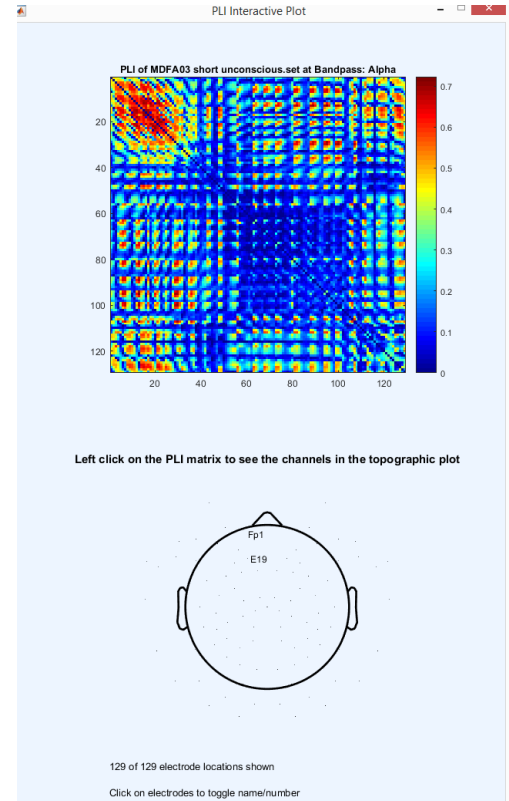 PLI Interactive Plot
PLI of MDFA03 short unconscious.set at Bandpass: Alpha
20
40
60
80
100
120
20 40 60 80 100 120
0.7
0.6
0.5
0.4
0.3
0.2
0.1
0
Left click on the PLI matrix to see the channels in the topographic plot
Fp1
E19
129 of 129 electrode locations shown
Click on electrodes to toggle name/number